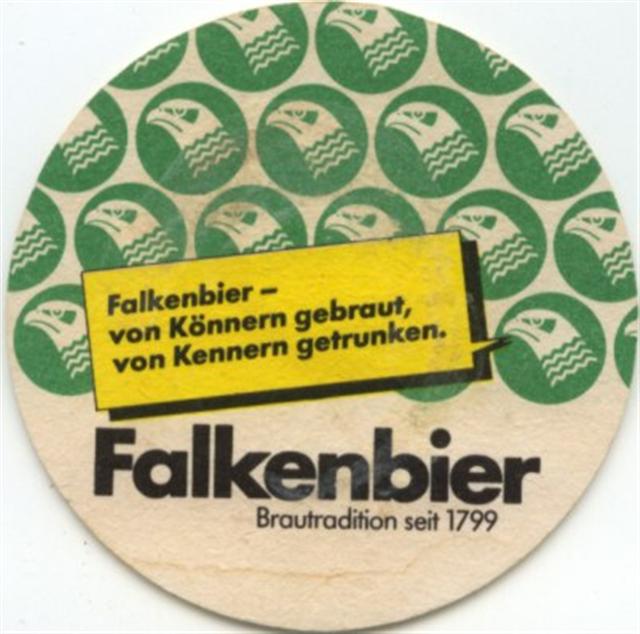 Falkenbier –
von Könnern gebraut,
von Kennern getrunken.
Falkenbier
Brautradition seit 1799